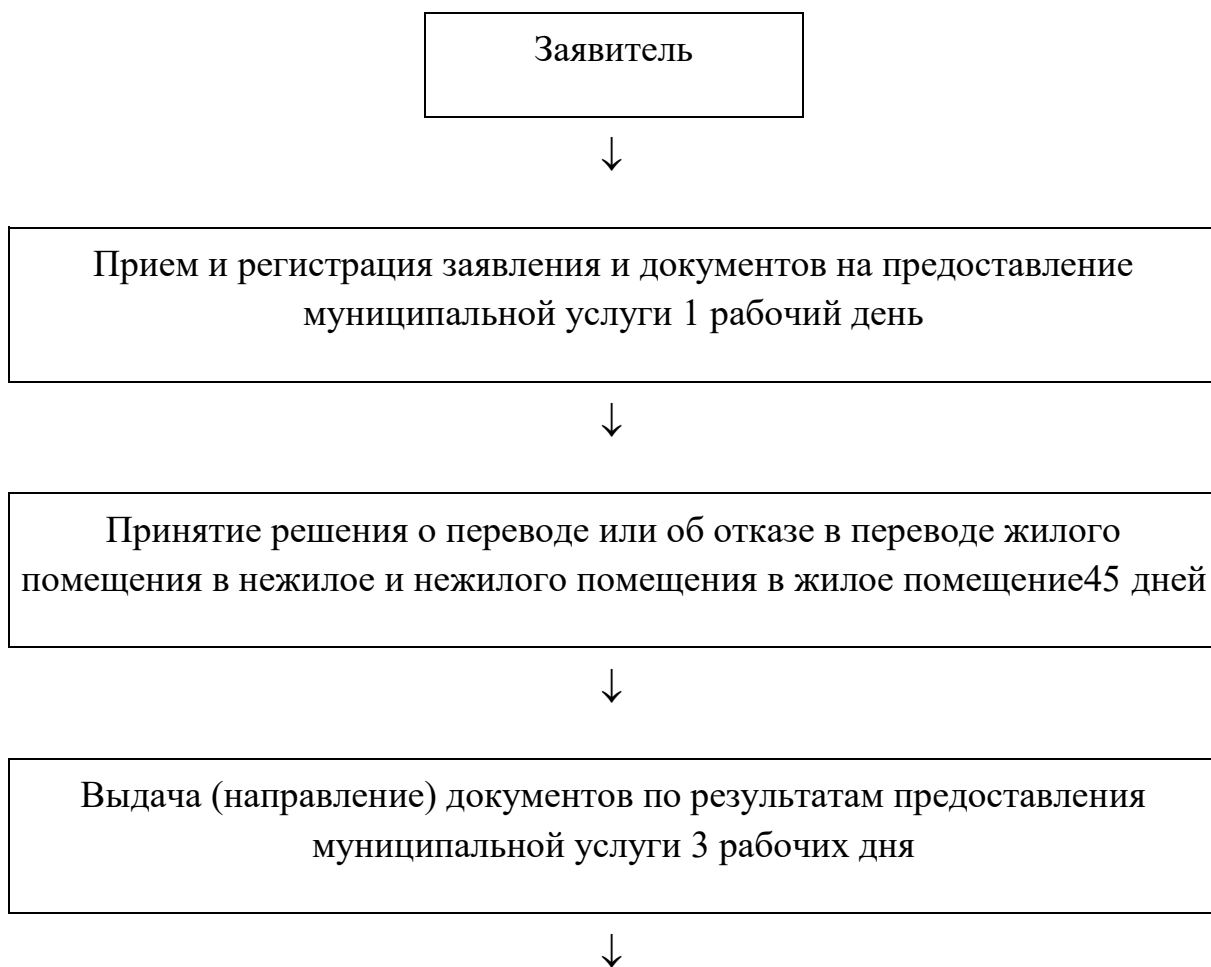 Заявитель
↓
Прием и регистрация заявления и документов на предоставление
муниципальной услуги 1 рабочий день
↓
Принятие решения о переводе или об отказе в переводе жилого
помещения в нежилое и нежилого помещения в жилое помещение45 дней
↓
Выдача (направление) документов по результатам предоставления
муниципальной услуги 3 рабочих дня
↓